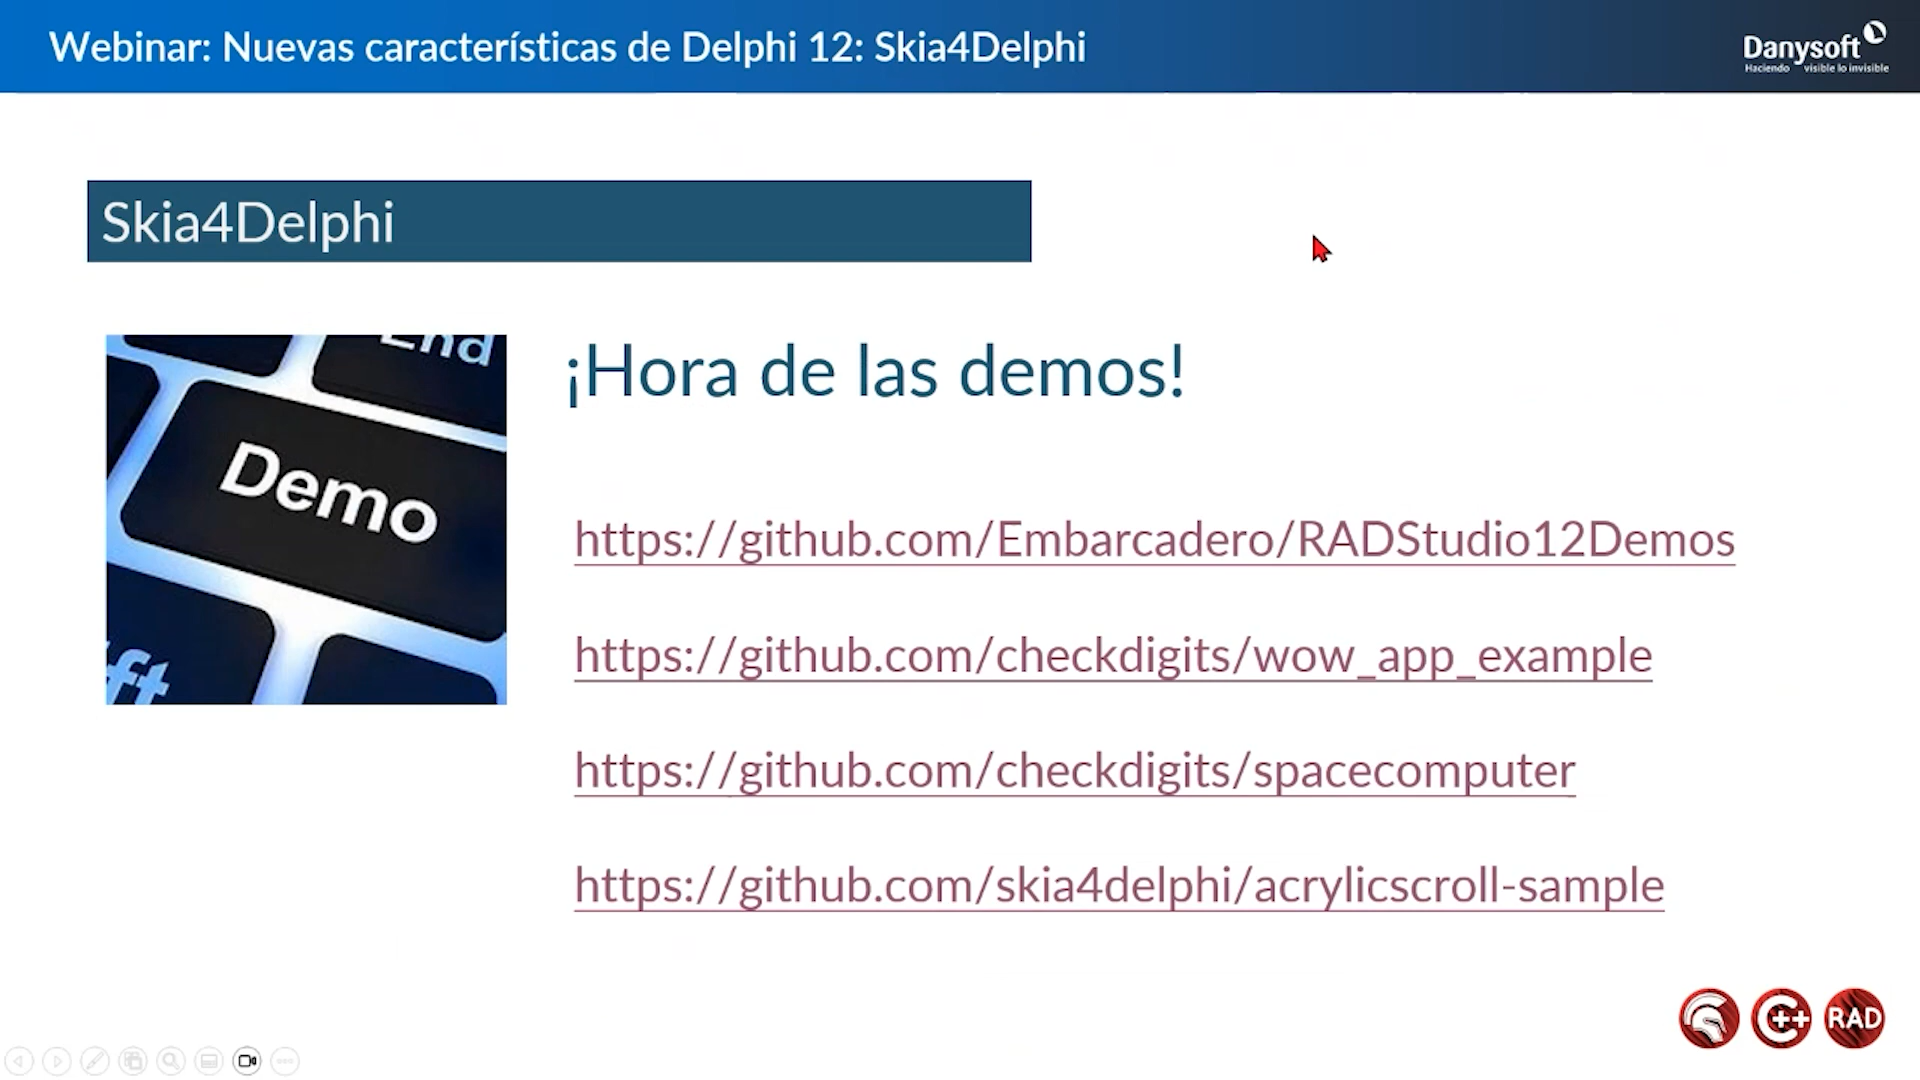 Webinar: Nuevas características de Delphi 12: Skia4Delphi
Danysoft
Haciendo visible lo invisible
Skia4Delphi
End
Demo
ift
¡Hora de las demos!
https://github.com/Embarcadero/RADStudio12Demos
https://github.com/checkdigits/wow_app_example
https://github.com/checkdigits/spacecomputer
https://github.com/skia4delphi/acrylicscroll-sample
C++
RAD